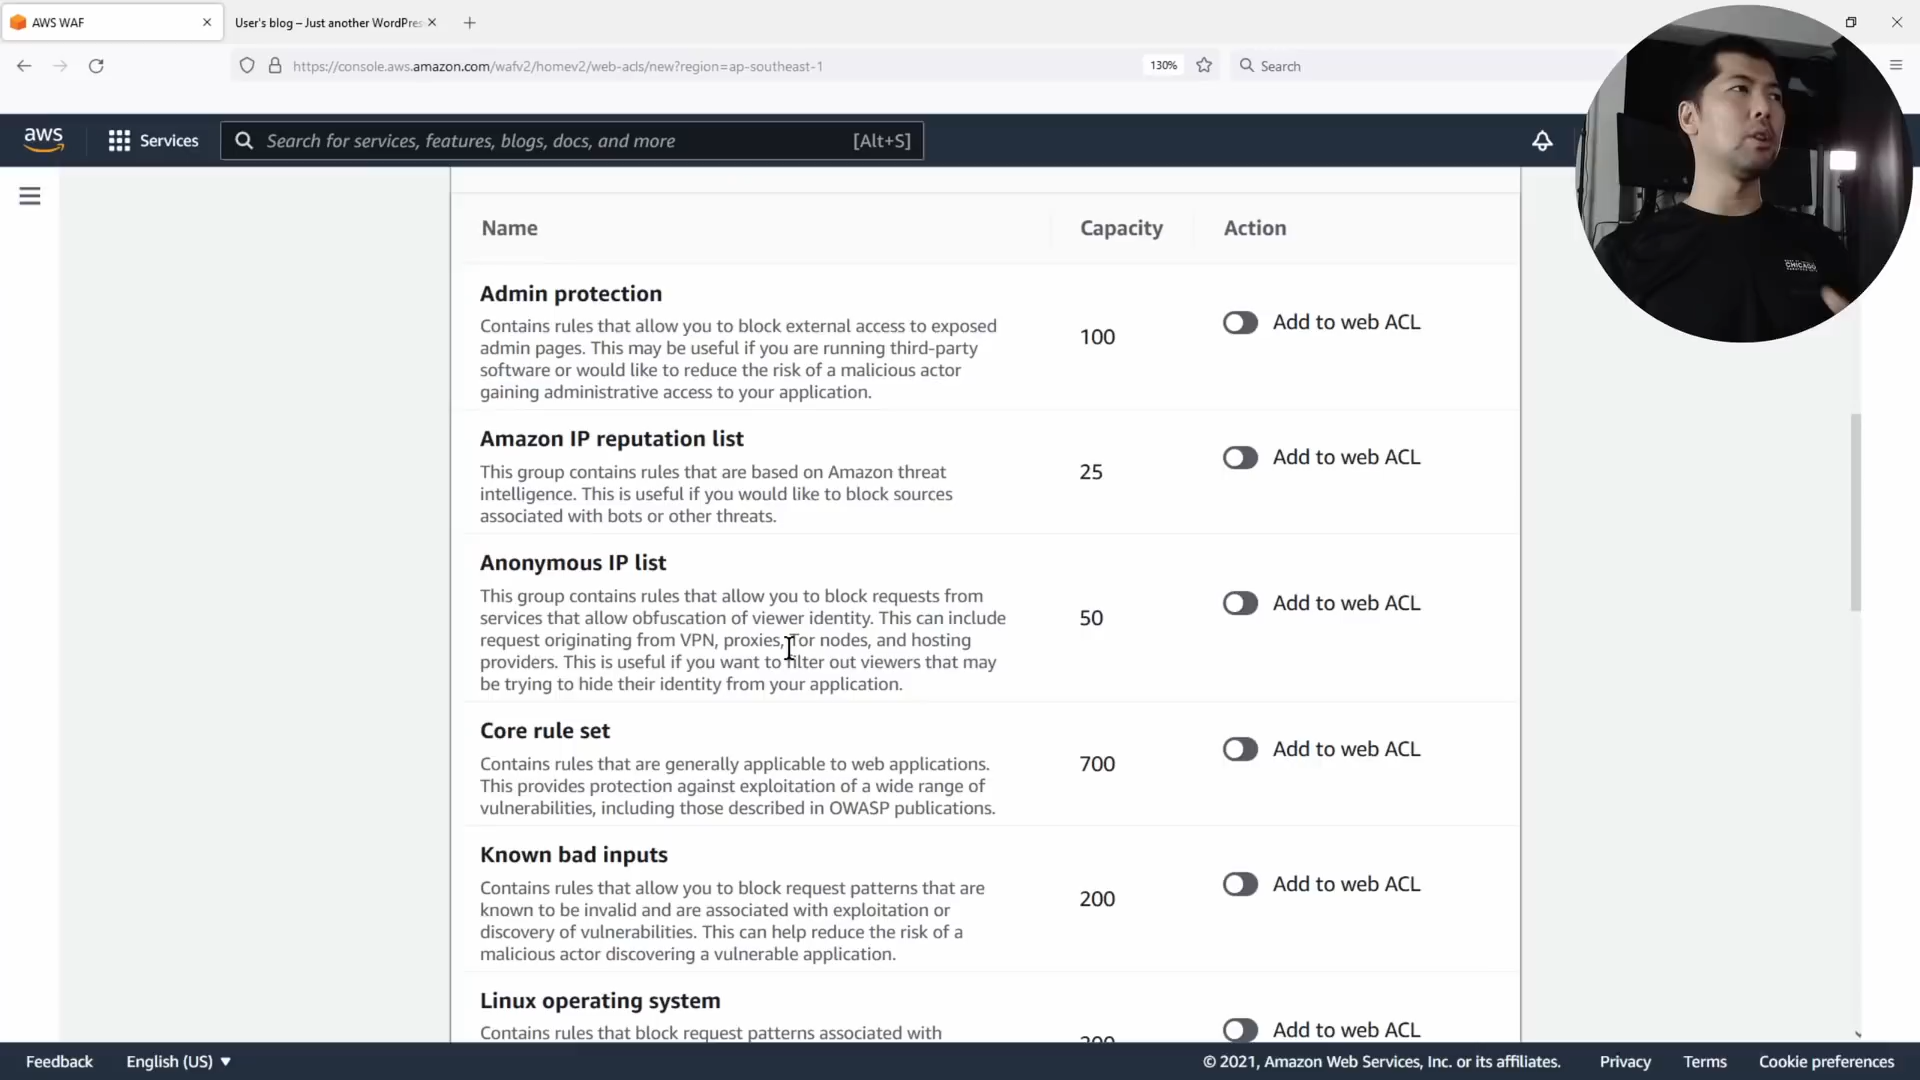 AWS WAF
User's blog – Just another WordPres
https://console.aws.amazon.com/wafv2/homev2/web-acls/new?region=ap-southeast-1
130%
Search
aws
Services
Search for services, features, blogs, docs, and more
[Alt+S]
CHICAGO
Name
Capacity
Action
Admin protection
Contains rules that allow you to block external access to exposed
admin pages. This may be useful if you are running third-party
software or would like to reduce the risk of a malicious actor
gaining administrative access to your application.
100
Add to web ACL
Amazon IP reputation list
This group contains rules that are based on Amazon threat
intelligence. This is useful if you would like to block sources
associated with bots or other threats.
25
Add to web ACL
Anonymous IP list
This group contains rules that allow you to block requests from
services that allow obfuscation of viewer identity. This can include
request originating from VPN, proxies, Tor nodes, and hosting
providers. This is useful if you want to filter out viewers that may
be trying to hide their identity from your application.
50
Add to web ACL
Core rule set
Contains rules that are generally applicable to web applications.
This provides protection against exploitation of a wide range of
vulnerabilities, including those described in OWASP publications.
700
Add to web ACL
Known bad inputs
Contains rules that allow you to block request patterns that are
known to be invalid and are associated with exploitation or
discovery of vulnerabilities. This can help reduce the risk of a
malicious actor discovering a vulnerable application.
200
Add to web ACL
Linux operating system
Contains rules that block request patterns associated with
200
Add to web ACL
Feedback
English (US)
© 2021, Amazon Web Services, Inc. or its affiliates.
Privacy
Terms
Cookie preferences